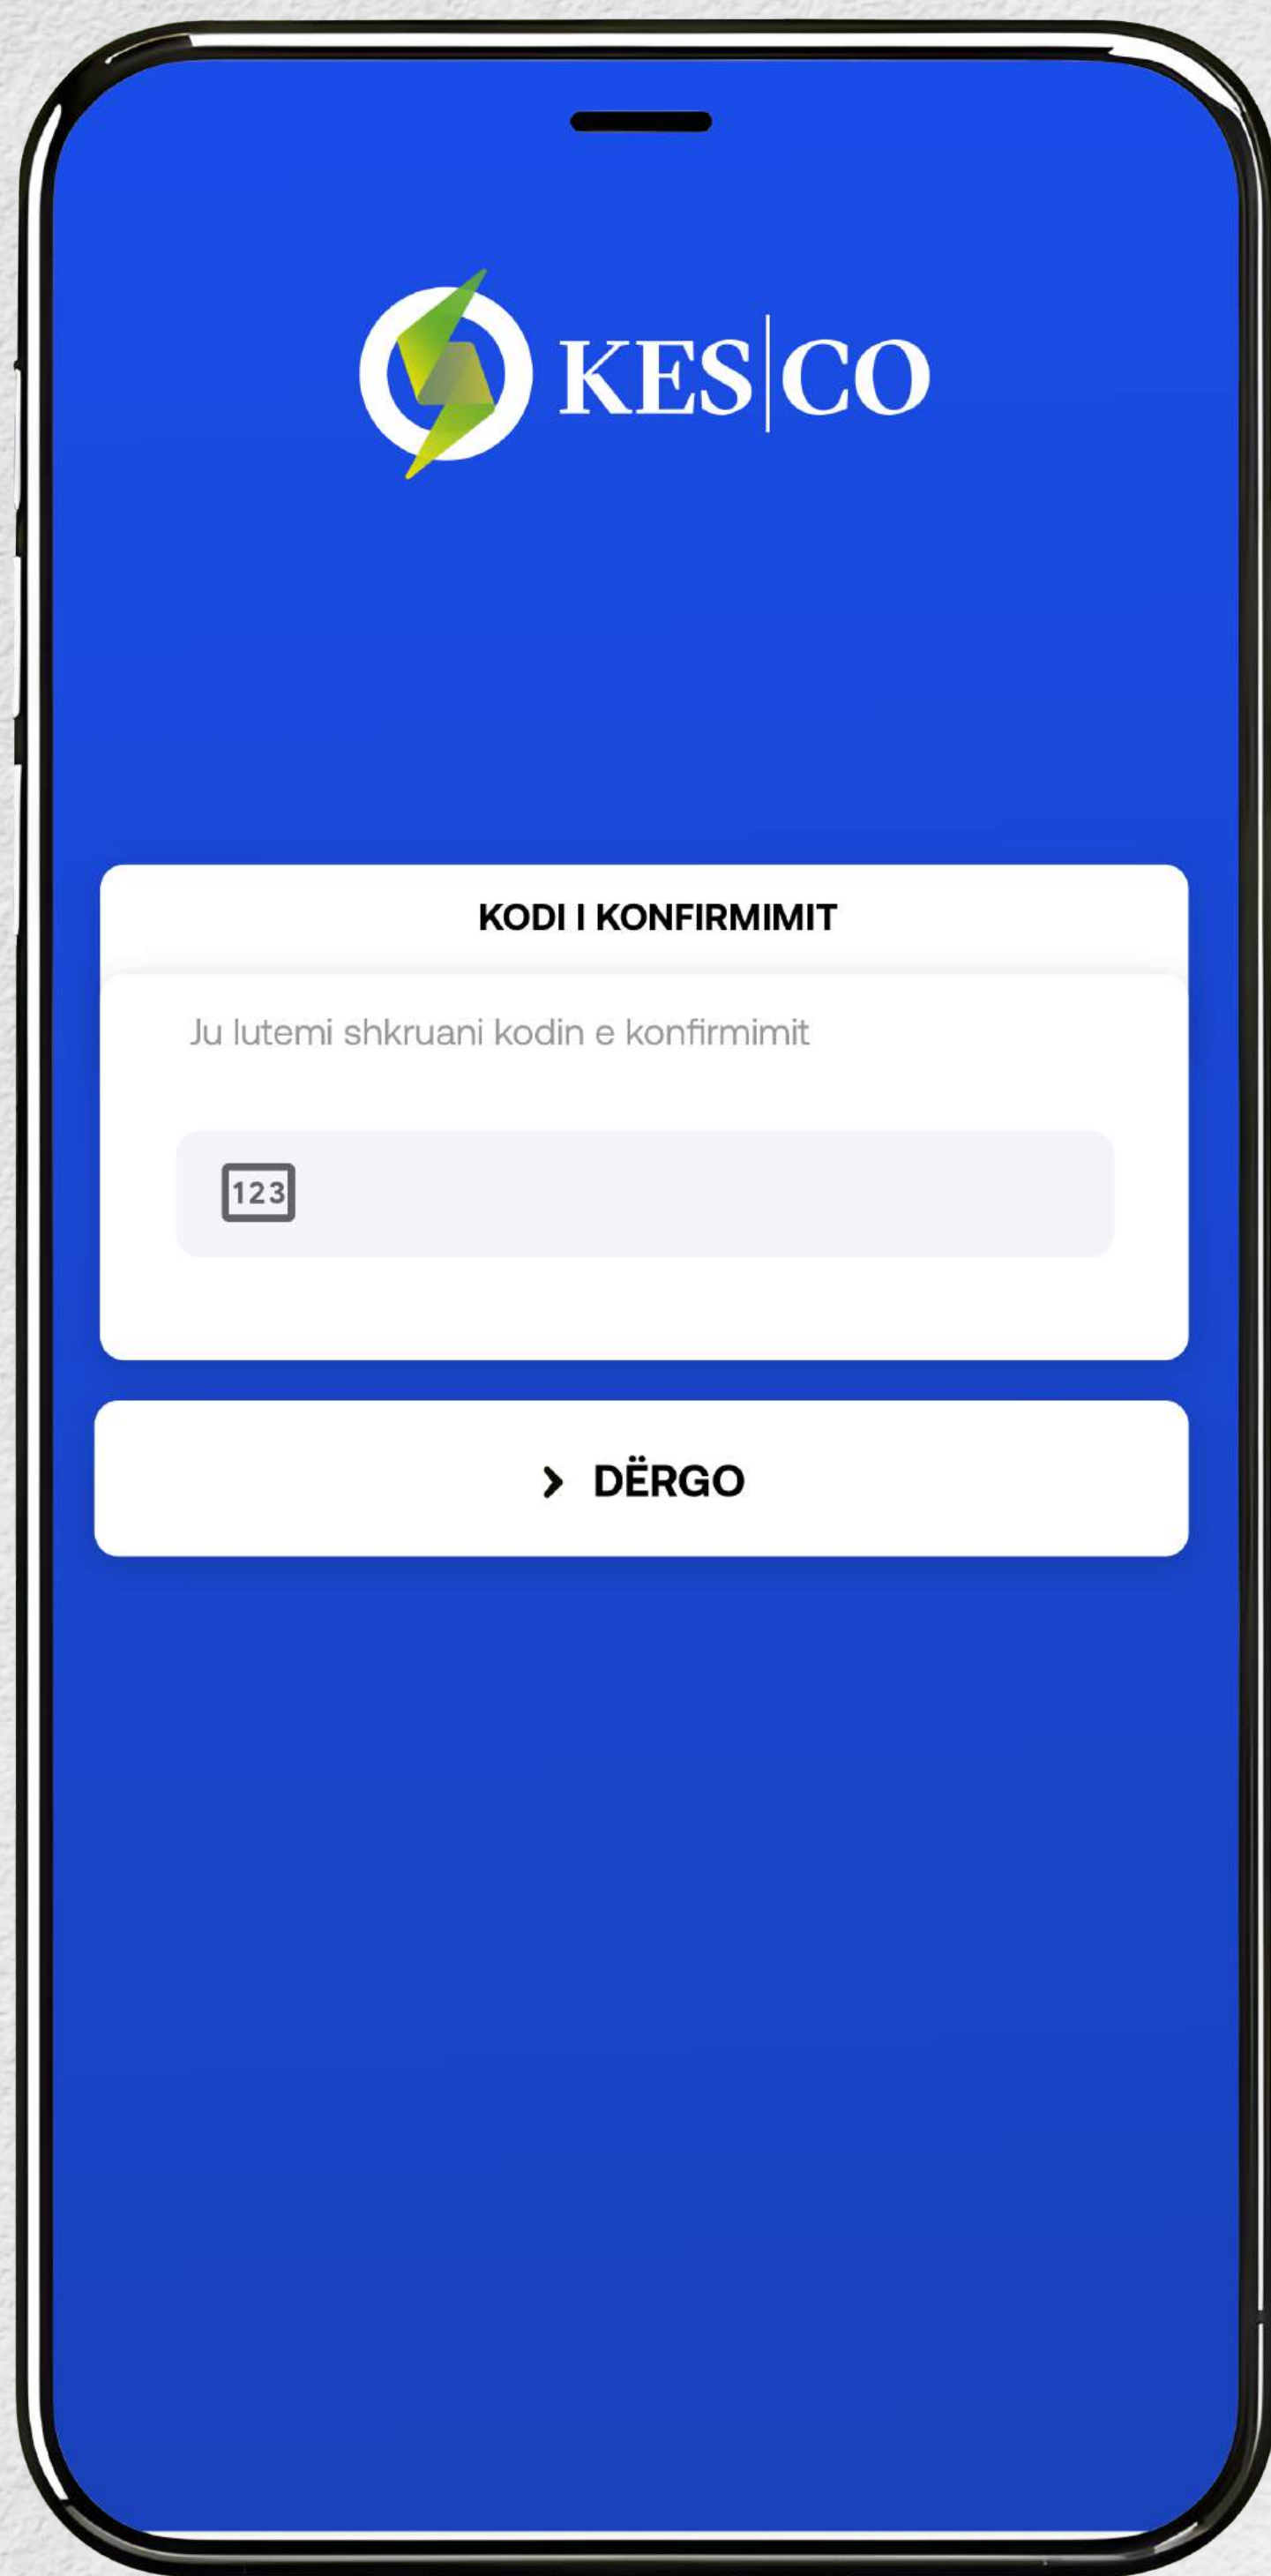 KES|CO
KODI I KONFIRMIMIT
Ju lutemi shkruani kodin e konfirmimit
123
DËRGO